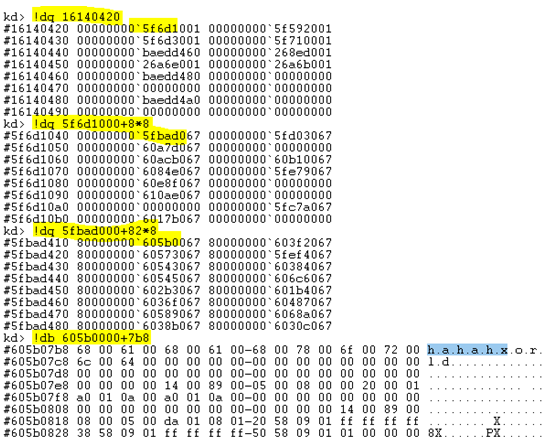 kd> !dq 16140420
#16140420 00000000`5f6d1001 00000000`5f592001
#16140430 00000000`5f6d3001 00000000`5f710001
#16140440 00000000`baedd460 00000000`268ed001
#16140450 00000000`26a6e001 00000000`26a6b001
#16140460 00000000`baedd480 00000000`00000000
#16140470 00000000`00000000 00000000`00000000
#16140480 00000000`baedd4a0 00000000`00000000
#16140490 00000000`00000000 00000000`00000000
kd> !dq 5f6d1000+8*8
#5f6d1040 00000000`5fbad067 00000000`5fd03067
#5f6d1050 00000000`60a7d067 00000000`00000000
#5f6d1060 00000000`60acb067 00000000`60b10067
#5f6d1070 00000000`6084e067 00000000`5fe79067
#5f6d1080 00000000`60e8f067 00000000`00000000
#5f6d1090 00000000`610ae067 00000000`00000000
#5f6d10a0 00000000`00000000 00000000`5fc7a067
#5f6d10b0 00000000`6017b067 00000000`00000000
kd> !dq 5fbad000+82*8
#5fbad410 80000000`605b0067 80000000`603f2067
#5fbad420 80000000`60573067 80000000`5fef4067
#5fbad430 80000000`60543067 80000000`60384067
#5fbad440 80000000`60545067 80000000`606c6067
#5fbad450 80000000`602c6067 80000000`601b4067
#5fbad460 80000000`6036f067 80000000`60487067
#5fbad470 80000000`60589067 80000000`6068a067
#5fbad480 80000000`6038b067 80000000`6030c067
kd> !db 605b0000+7b8
#605b07b8 68 00 61 00 68 00 61 00-68 00 78 00 6f 00 72 00 h.a.h.a.h.x.o.r.
#605b07c8 6c 00 64 00 00 00 00 00-00 00 00 00 00 00 00 00 l.d.............
#605b07d8 00 00 00 00 00 00 00 00-00 00 00 00 00 00 00 00 ................
#605b07e8 00 00 00 00 14 00 89 00-05 00 08 00 00 20 00 01 ............. ..
#605b07f8 a0 01 0a 00 a0 01 0a 00-00 00 00 00 00 00 00 00 ................
#605b0808 00 00 00 00 00 00 00 00-00 00 00 00 14 00 89 00 ................
#605b0818 08 00 05 00 da 01 08 01-20 58 09 01 ff ff ff ff ........ X......
#605b0828 38 58 09 01 ff ff ff ff-50 58 09 01 01 00 00 00 8X......PX......